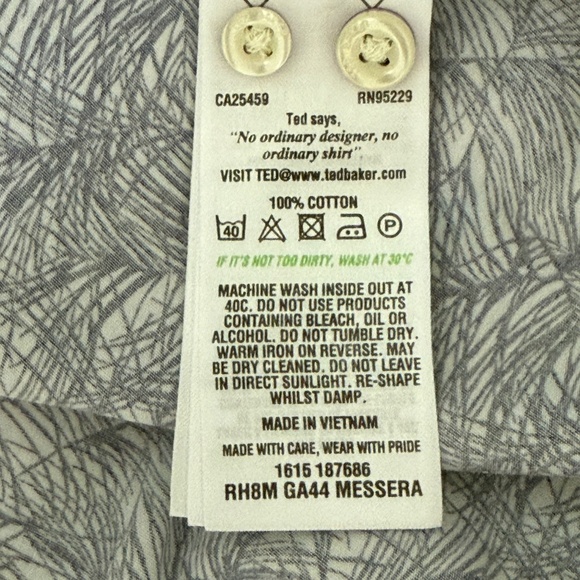 CA25459 RN95229
Ted says,
"No ordinary designer, no
ordinary shirt".
VISIT TED@www.tedbaker.com
100% COTTON
40 P
IF IT'S NOT TOO DIRTY, WASH AT 30°C
MACHINE WASH INSIDE OUT AT
40C. DO NOT USE PRODUCTS
CONTAINING BLEACH, OIL OR
ALCOHOL. DO NOT TUMBLE DRY.
WARM IRON ON REVERSE. MAY
BE DRY CLEANED. DO NOT LEAVE
IN DIRECT SUNLIGHT. RE-SHAPE
WHILST DAMP.
MADE IN VIETNAM
MADE WITH CARE, WEAR WITH PRIDE
1615 187686
RH8M GA44 MESSERA